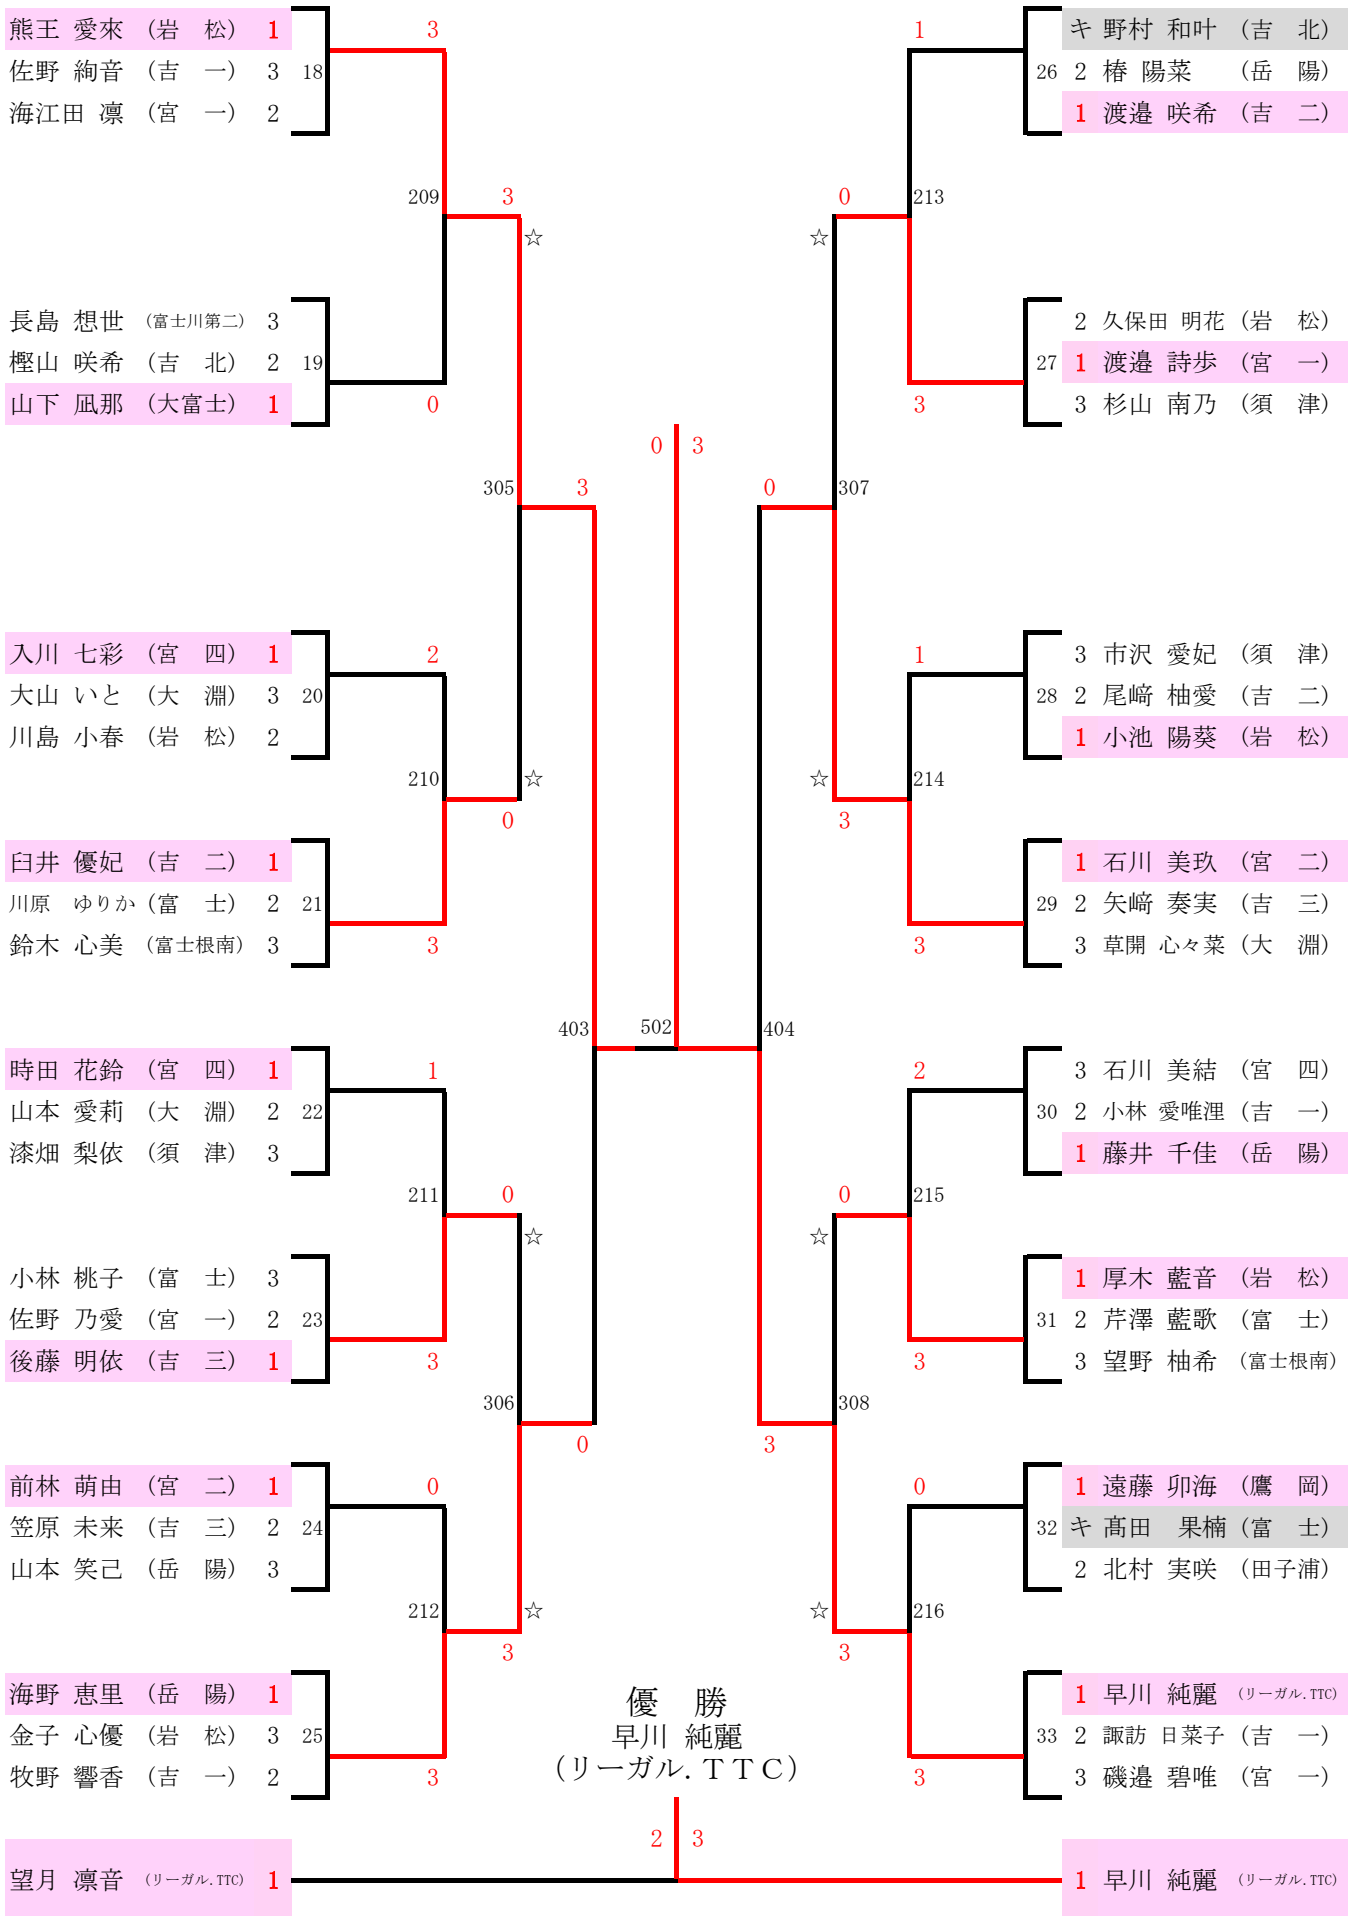 熊王 愛來 (岩 松) 1
佐野 絢音 (吉 一) 3
海江田 凛 (宮 一) 2
18
3
209
3
☆
長島 想世 (富士川第二) 3
樫山 咲希 (吉 北) 2
山下 凪那 (大富士) 1
19
0
305
3
入川 七彩 (宮 四) 1
大山 いと (大 淵) 3
川島 小春 (岩 松) 2
20
2
210
☆
0
臼井 優妃 (吉 二) 1
川原 ゆりか (富 士) 2
鈴木 心美 (富士根南) 3
21
3
403
時田 花鈴 (宮 四) 1
山本 愛莉 (大 淵) 2
漆畑 梨依 (須 津) 3
22
1
211
0
☆
小林 桃子 (富 士) 3
佐野 乃愛 (宮 一) 2
後藤 明依 (吉 三) 1
23
3
306
0
前林 萌由 (宮 二) 1
笠原 未来 (吉 三) 2
山本 笑己 (岳 陽) 3
24
0
212
☆
3
海野 恵里 (岳 陽) 1
金子 心優 (岩 松) 3
牧野 響香 (吉 一) 2
25
3
0 3
502
キ 野村 和叶 (吉 北)
2 椿 陽菜 (岳 陽)
1 渡邉 咲希 (吉 二)
26
1
213
0
☆
2 久保田 明花 (岩 松)
1 渡邉 詩歩 (宮 一)
3 杉山 南乃 (須 津)
27
3
307
0
3 市沢 愛妃 (須 津)
2 尾﨑 柚愛 (吉 二)
1 小池 陽葵 (岩 松)
28
1
214
☆
3
1 石川 美玖 (宮 二)
2 矢﨑 奏実 (吉 三)
3 草開 心々菜 (大 淵)
29
3
404
3 石川 美結 (宮 四)
2 小林 愛唯浬 (吉 一)
1 藤井 千佳 (岳 陽)
30
2
215
0
☆
1 厚木 藍音 (岩 松)
2 芹澤 藍歌 (富 士)
3 望野 柚希 (富士根南)
31
3
308
3
1 遠藤 卯海 (鷹 岡)
キ 髙田 果楠 (富 士)
2 北村 実咲 (田子浦)
32
0
216
☆
3
1 早川 純麗 (リーガル.TTC)
2 諏訪 日菜子 (吉 一)
3 磯邉 碧唯 (宮 一)
33
3
優 勝
早川 純麗
(リーガル.ＴＴＣ)
2 3
望月 凛音 (リーガル.TTC) 1
1 早川 純麗 (リーガル.TTC)